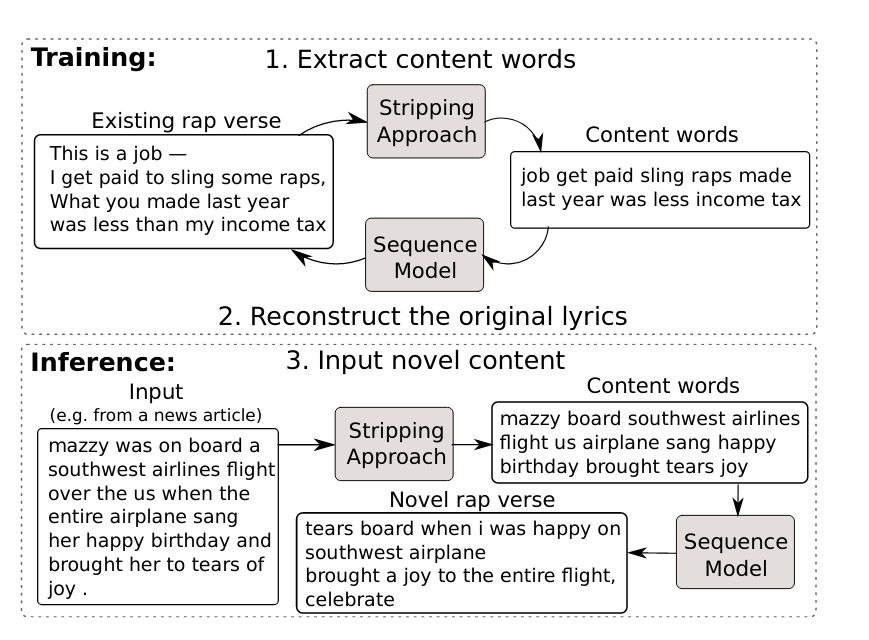 Training:
1. Extract content words
Existing rap verse
This is a job —
I get paid to sling some raps,
What you made last year
was less than my income tax
Stripping
Approach
Content words
job get paid sling raps made
last year was less income tax
Sequence
Model
2. Reconstruct the original lyrics
Inference:
3. Input novel content
Input
(e.g. from a news article)
mazzy was on board a
southwest airlines flight
over the us when the
entire airplane sang
her happy birthday and
brought her to tears of
joy .
Stripping
Approach
Content words
mazzy board southwest airlines
flight us airplane sang happy
birthday brought tears joy
Sequence
Model
Novel rap verse
tears board when i was happy on
southwest airplane
brought a joy to the entire flight,
celebrate